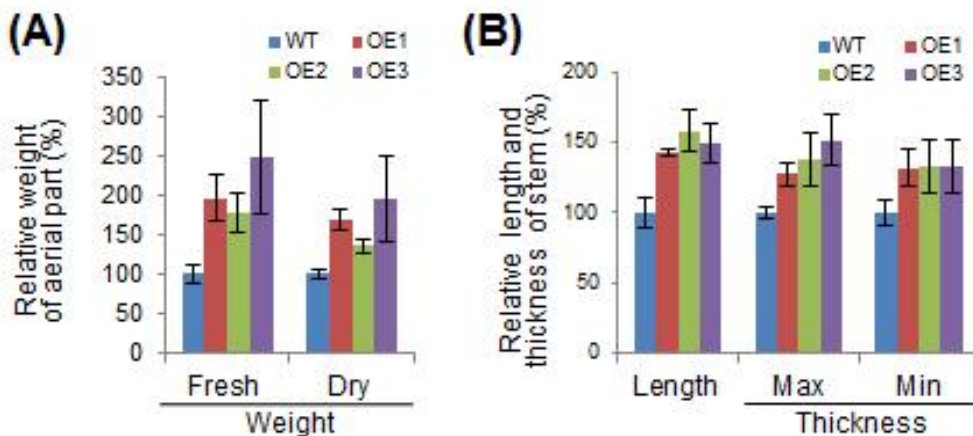 (A)
WT OE1
OE2 OE3
Relative weight
of aerial part (%)
350
300
250
200
150
100
50
0
Fresh Dry
Weight
(B)
WT OE1
OE2 OE3
Relative length and
thickness of stem (%)
200
150
100
50
0
Length Max Min
Thickness